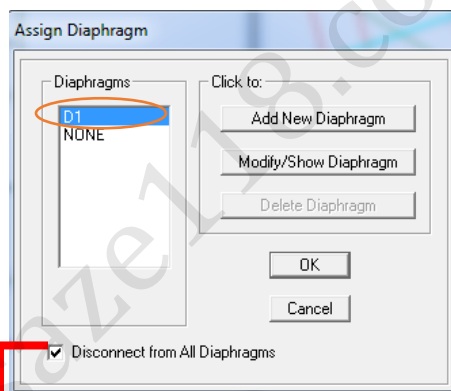 Assign Diaphragm
Diaphragms
D1
NONE
Click to:
Add New Diaphragm
Modify/Show Diaphragm
Delete Diaphragm
OK
Cancel
Disconnect from All Diaphragms